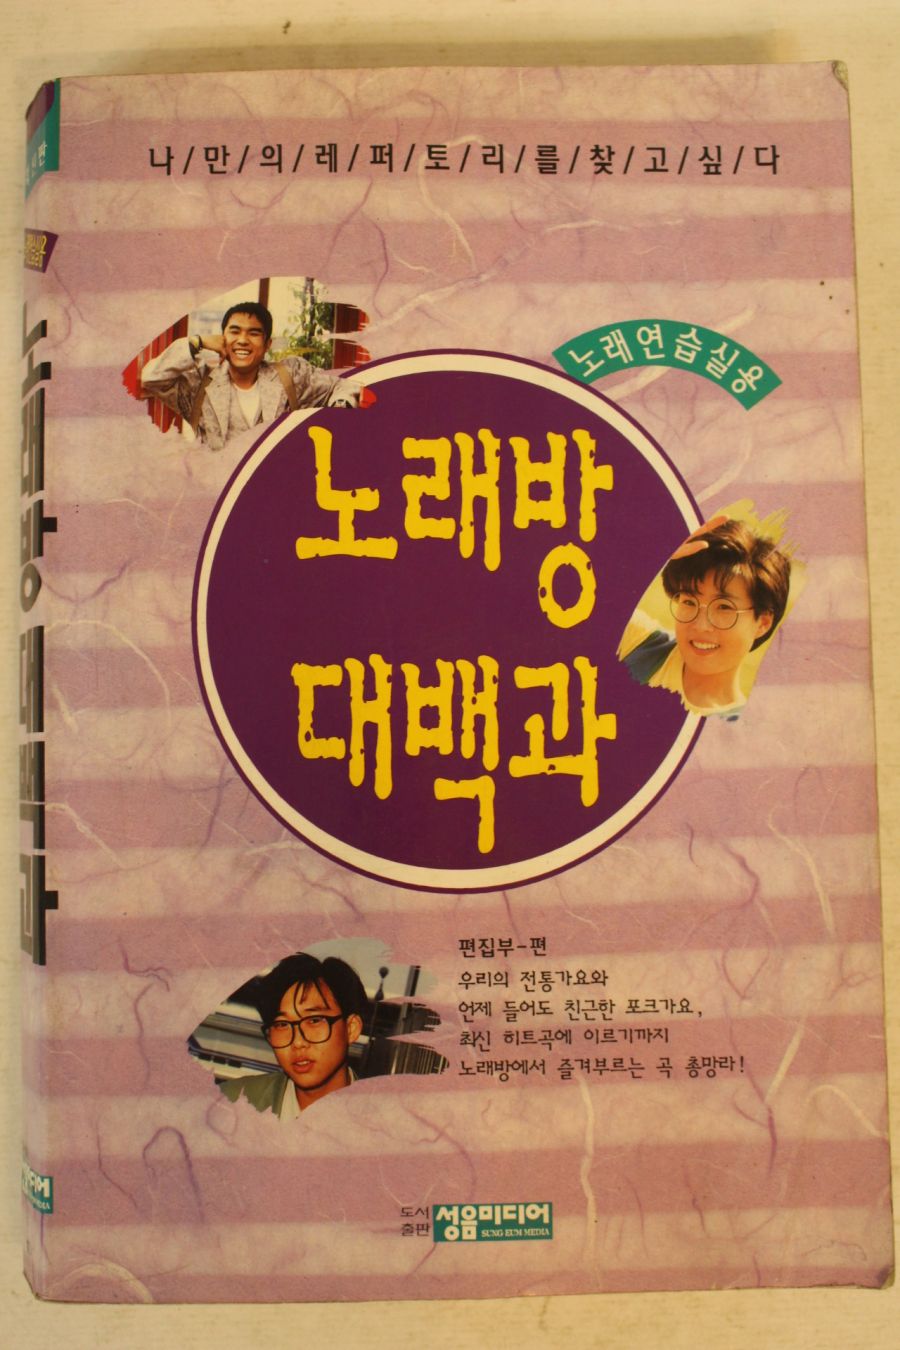 나/만/의/레/퍼/토/리/를/찾/고/싶/다
노래연습실용
노래방
대백과
편집부-편
우리의 전통가요와
언제 들어도 친근한 포크가요,
최신 히트곡에 이르기까지
노래방에서 즐겨부르는 곡 총망라!
도서
출판
성음미디어
SUNG EUM MEDIA